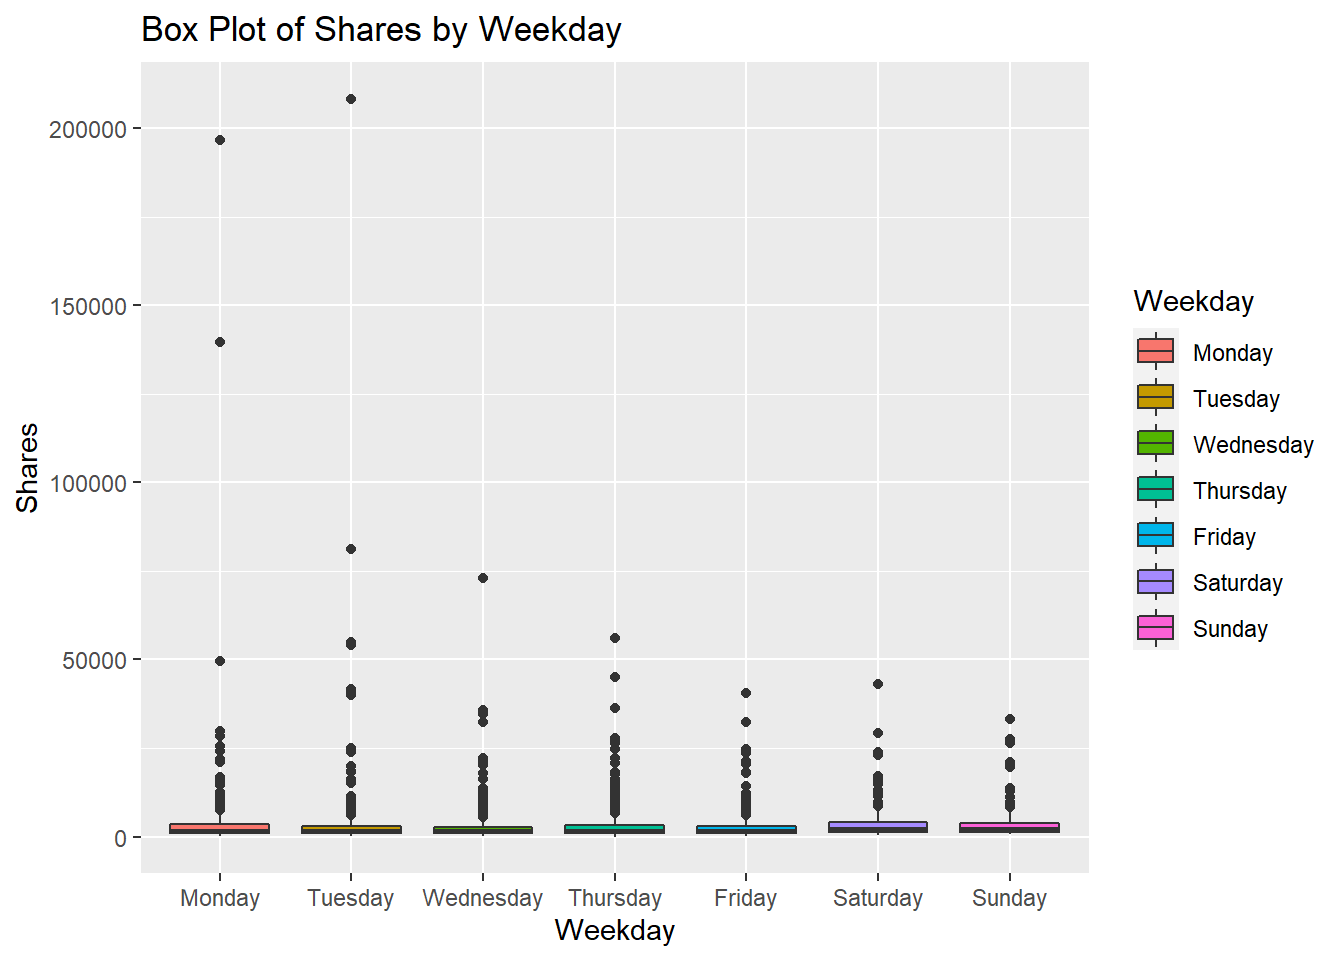 Box Plot of Shares by Weekday
200000
150000
100000
50000
0
Shares
Monday Tuesday Wednesday Thursday Friday Saturday Sunday
Weekday
Weekday
Monday
Tuesday
Wednesday
Thursday
Friday
Saturday
Sunday